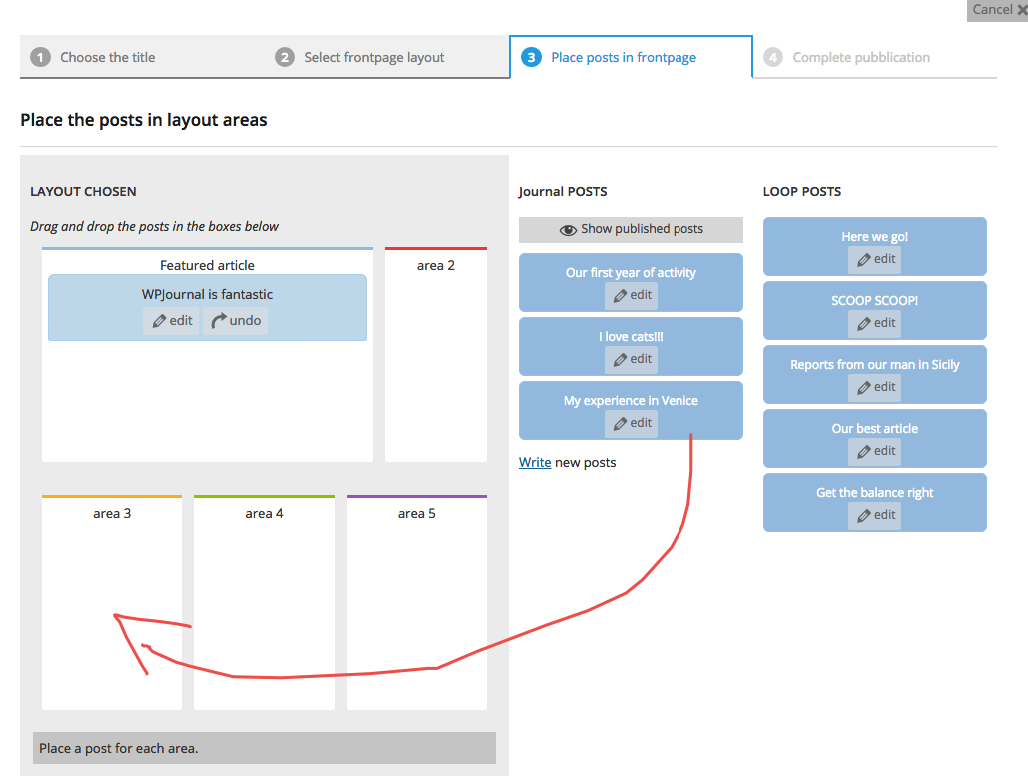 Cancel
1 Choose the title
2 Select frontpage layout
3 Place posts in frontpage
4 Complete pubblication
Place the posts in layout areas
LAYOUT CHOSEN
Drag and drop the posts in the boxes below
Featured article
WPJournal is fantastic
edit undo
area 2
area 3
area 4
area 5
Place a post for each area.
Journal POSTS
Show published posts
Our first year of activity
edit
I love cats!!!
edit
My experience in Venice
edit
Write new posts
LOOP POSTS
Here we go!
edit
SCOOP SCOOP!
edit
Reports from our man in Sicily
edit
Our best article
edit
Get the balance right
edit